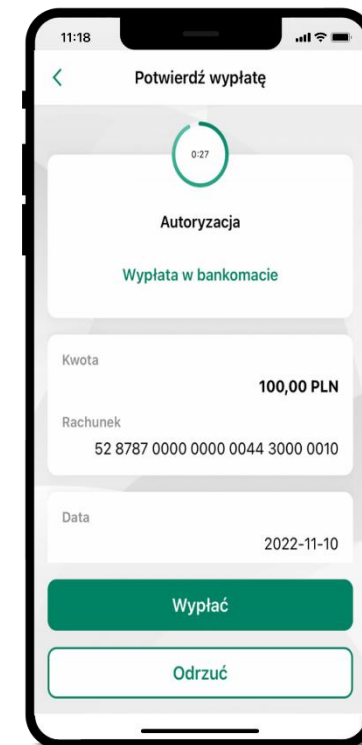 11:18
Potwierdź wypłatę
0:27
Autoryzacja
Wypłata w bankomacie
Kwota
100,00 PLN
Rachunek
52 8787 0000 0000 0044 3000 0010
Data
2022-11-10
Wypłać
Odrzuć